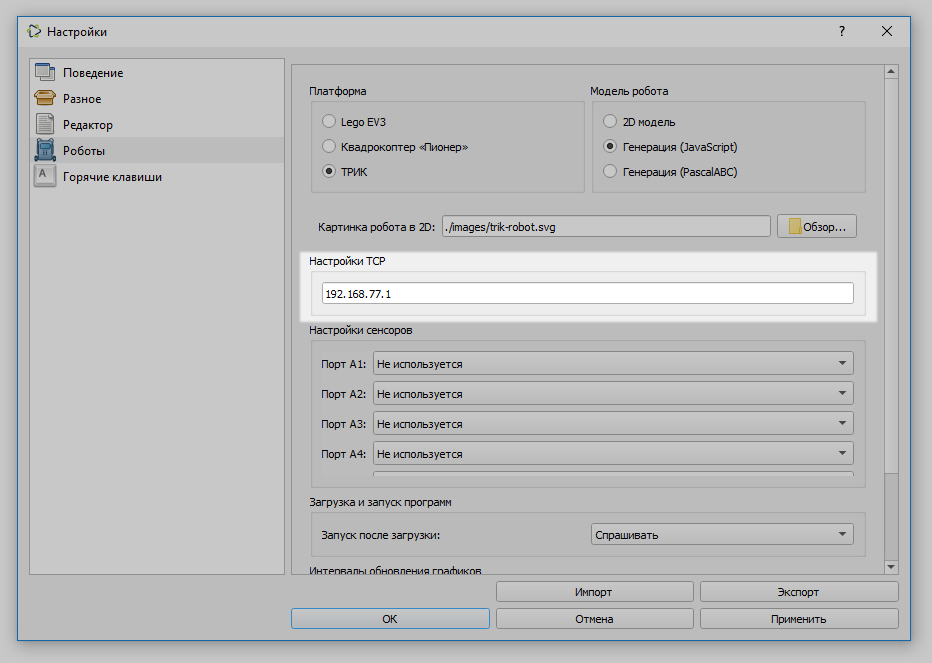 Настройки
?
Поведение
Разное
Редактор
Роботы
A
Горячие клавиши
Платформа
Lego EV3
Квадрокоптер «Пионер»
ТРИК
Модель робота
2D модель
Генерация (JavaScript)
Генерация (PascalABC)
Картинка робота в 2D: ./images/trik-robot.svg Обзор...
Настройки TCP
192.168.77.1
Настройки сенсоров
Порт A1: Не используется
Порт A2: Не используется
Порт A3: Не используется
Порт A4: Не используется
Загрузка и запуск программ
Запуск после загрузки: Спрашивать
Интервалы обновления графиков
Импорт Экспорт
ОК Отмена Применить